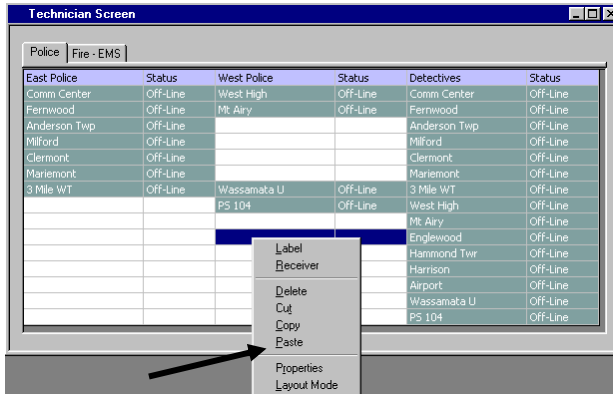 Technician Screen
Police Fire - EMS
East Police Status West Police Status Detectives Status
Comm Center Off-Line West High Off-Line Comm Center Off-Line
Fernwood Off-Line Mt Airy Off-Line Fernwood Off-Line
Anderson Twp Off-Line Anderson Twp Off-Line
Milford Off-Line Milford Off-Line
Clermont Off-Line Clermont Off-Line
Mariemont Off-Line Mariemont Off-Line
3 Mile WT Off-Line Wassamata U Off-Line 3 Mile WT Off-Line
PS 104 Off-Line West High Off-Line
Mt Airy Off-Line
Englewood Off-Line
Hammond Twr Off-Line
Harrison Off-Line
Airport Off-Line
Wassamata U Off-Line
PS 104 Off-Line
Label
Receiver
Delete
Cut
Copy
Paste
Properties
Layout Mode